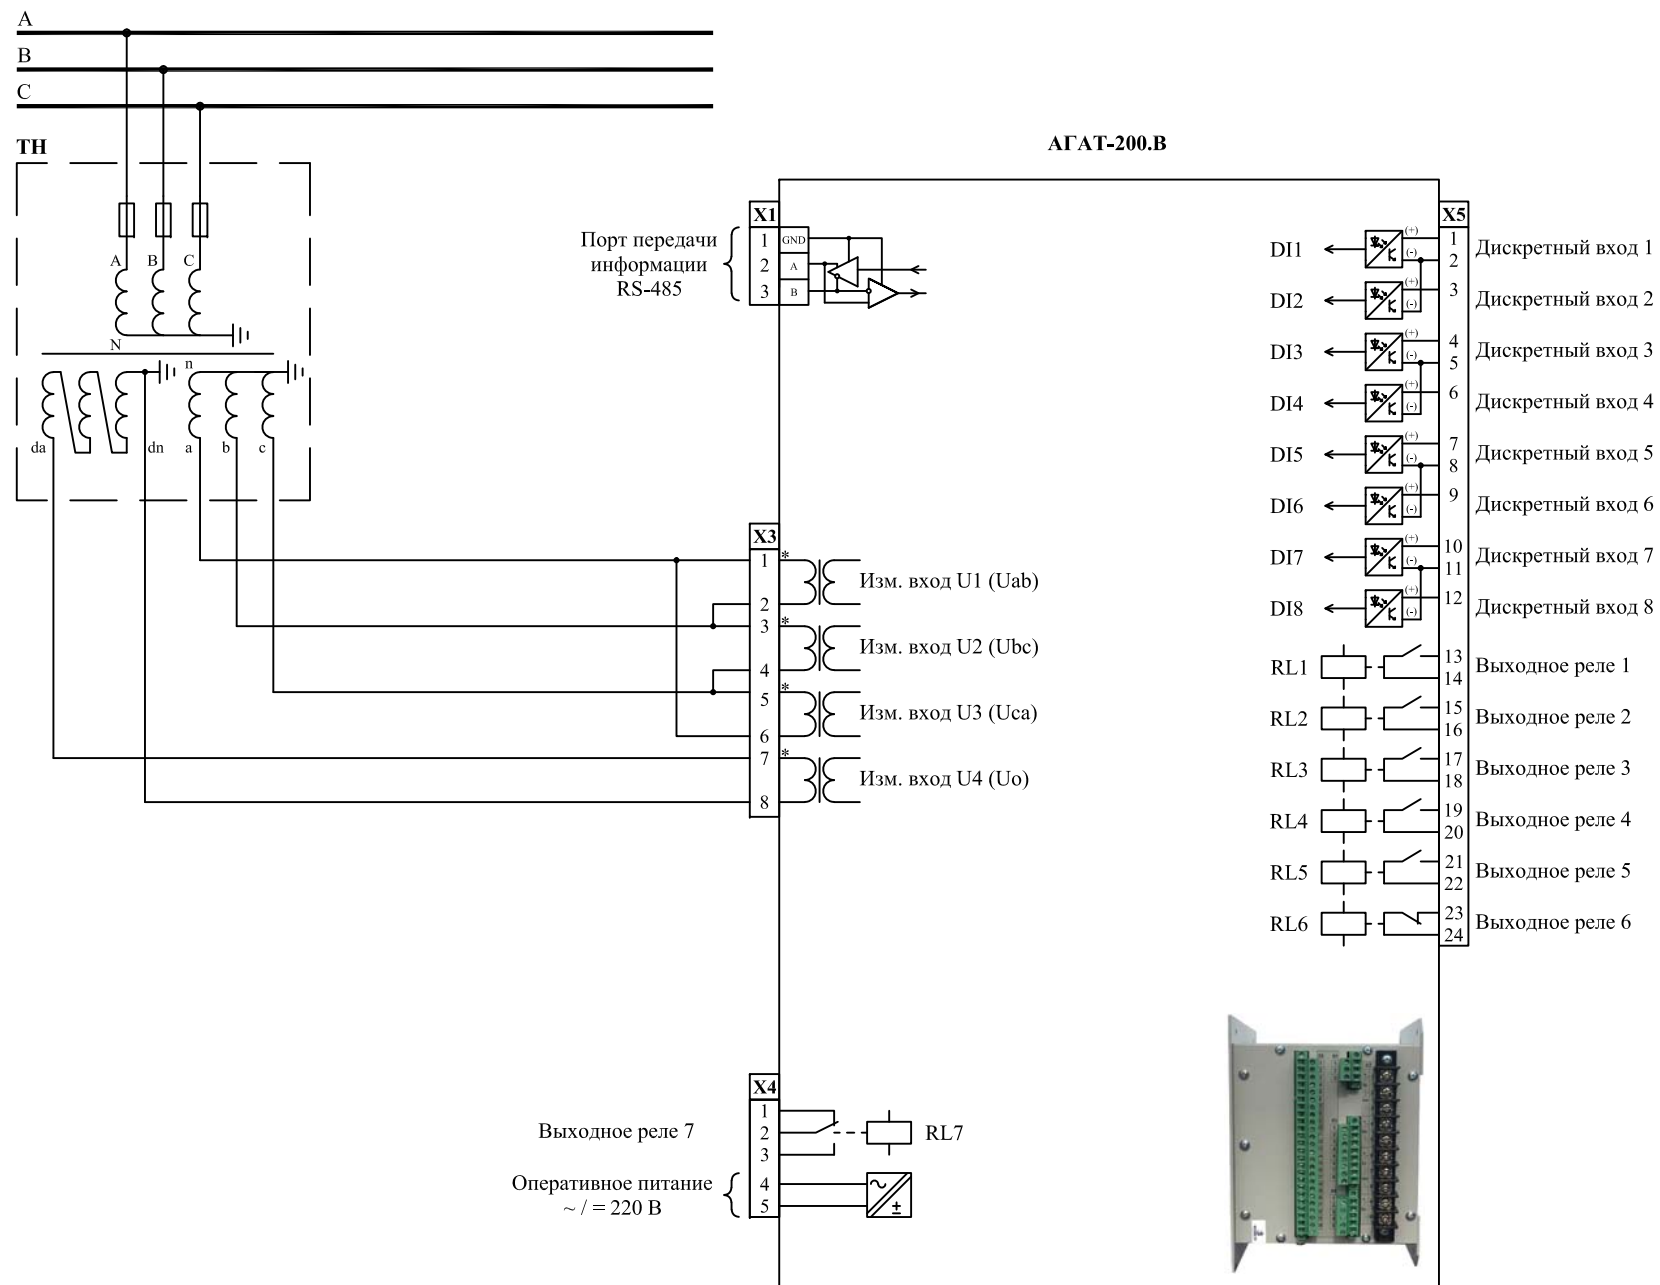 A
B
C
ТН
A B C
N
n
da
dn
a
b
c
АГАТ-200.В
X1
Порт передачи
информации
RS-485
1 GND
2 A
3 B
X3
1 *
Изм. вход U1 (Uab)
2
3 *
Изм. вход U2 (Ubc)
4
5 *
Изм. вход U3 (Uca)
6
7 *
Изм. вход U4 (Uo)
8
X4
1
Выходное реле 7
2
RL7
3
Оперативное питание
~ / = 220 В
4
5
~
±
X5
DI1 (+) 1 Дискретный вход 1
(-) 2
DI2 (+) 3 Дискретный вход 2
(-)
DI3 (+) 4 Дискретный вход 3
(-) 5
DI4 (+) 6 Дискретный вход 4
(-)
DI5 (+) 7 Дискретный вход 5
(-) 8
DI6 (+) 9 Дискретный вход 6
(-)
DI7 (+) 10 Дискретный вход 7
(-) 11
DI8 (+) 12 Дискретный вход 8
(-)
RL1 13 Выходное реле 1
14
RL2 15 Выходное реле 2
16
RL3 17 Выходное реле 3
18
RL4 19 Выходное реле 4
20
RL5 21 Выходное реле 5
22
RL6 23 Выходное реле 6
24